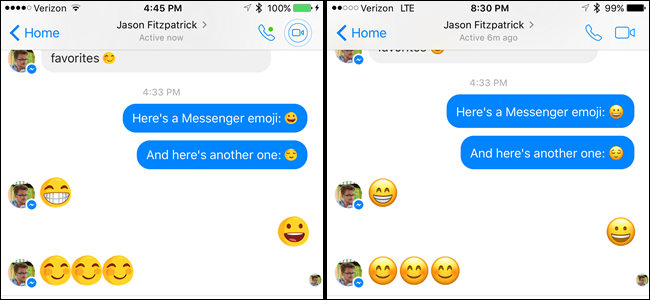 Verizon 4:45 PM 100%
Home
Jason Fitzpatrick
Active now
favorites 😊
4:33 PM
Here's a Messenger emoji: 😃
And here's another one: 😌
😁
😃
😊😊😊
Verizon LTE 8:30 PM 99%
Home
Jason Fitzpatrick
Active 6m ago
favorites 😊
4:33 PM
Here's a Messenger emoji: 😀
And here's another one: 😌
😁
😀
😊😊😊